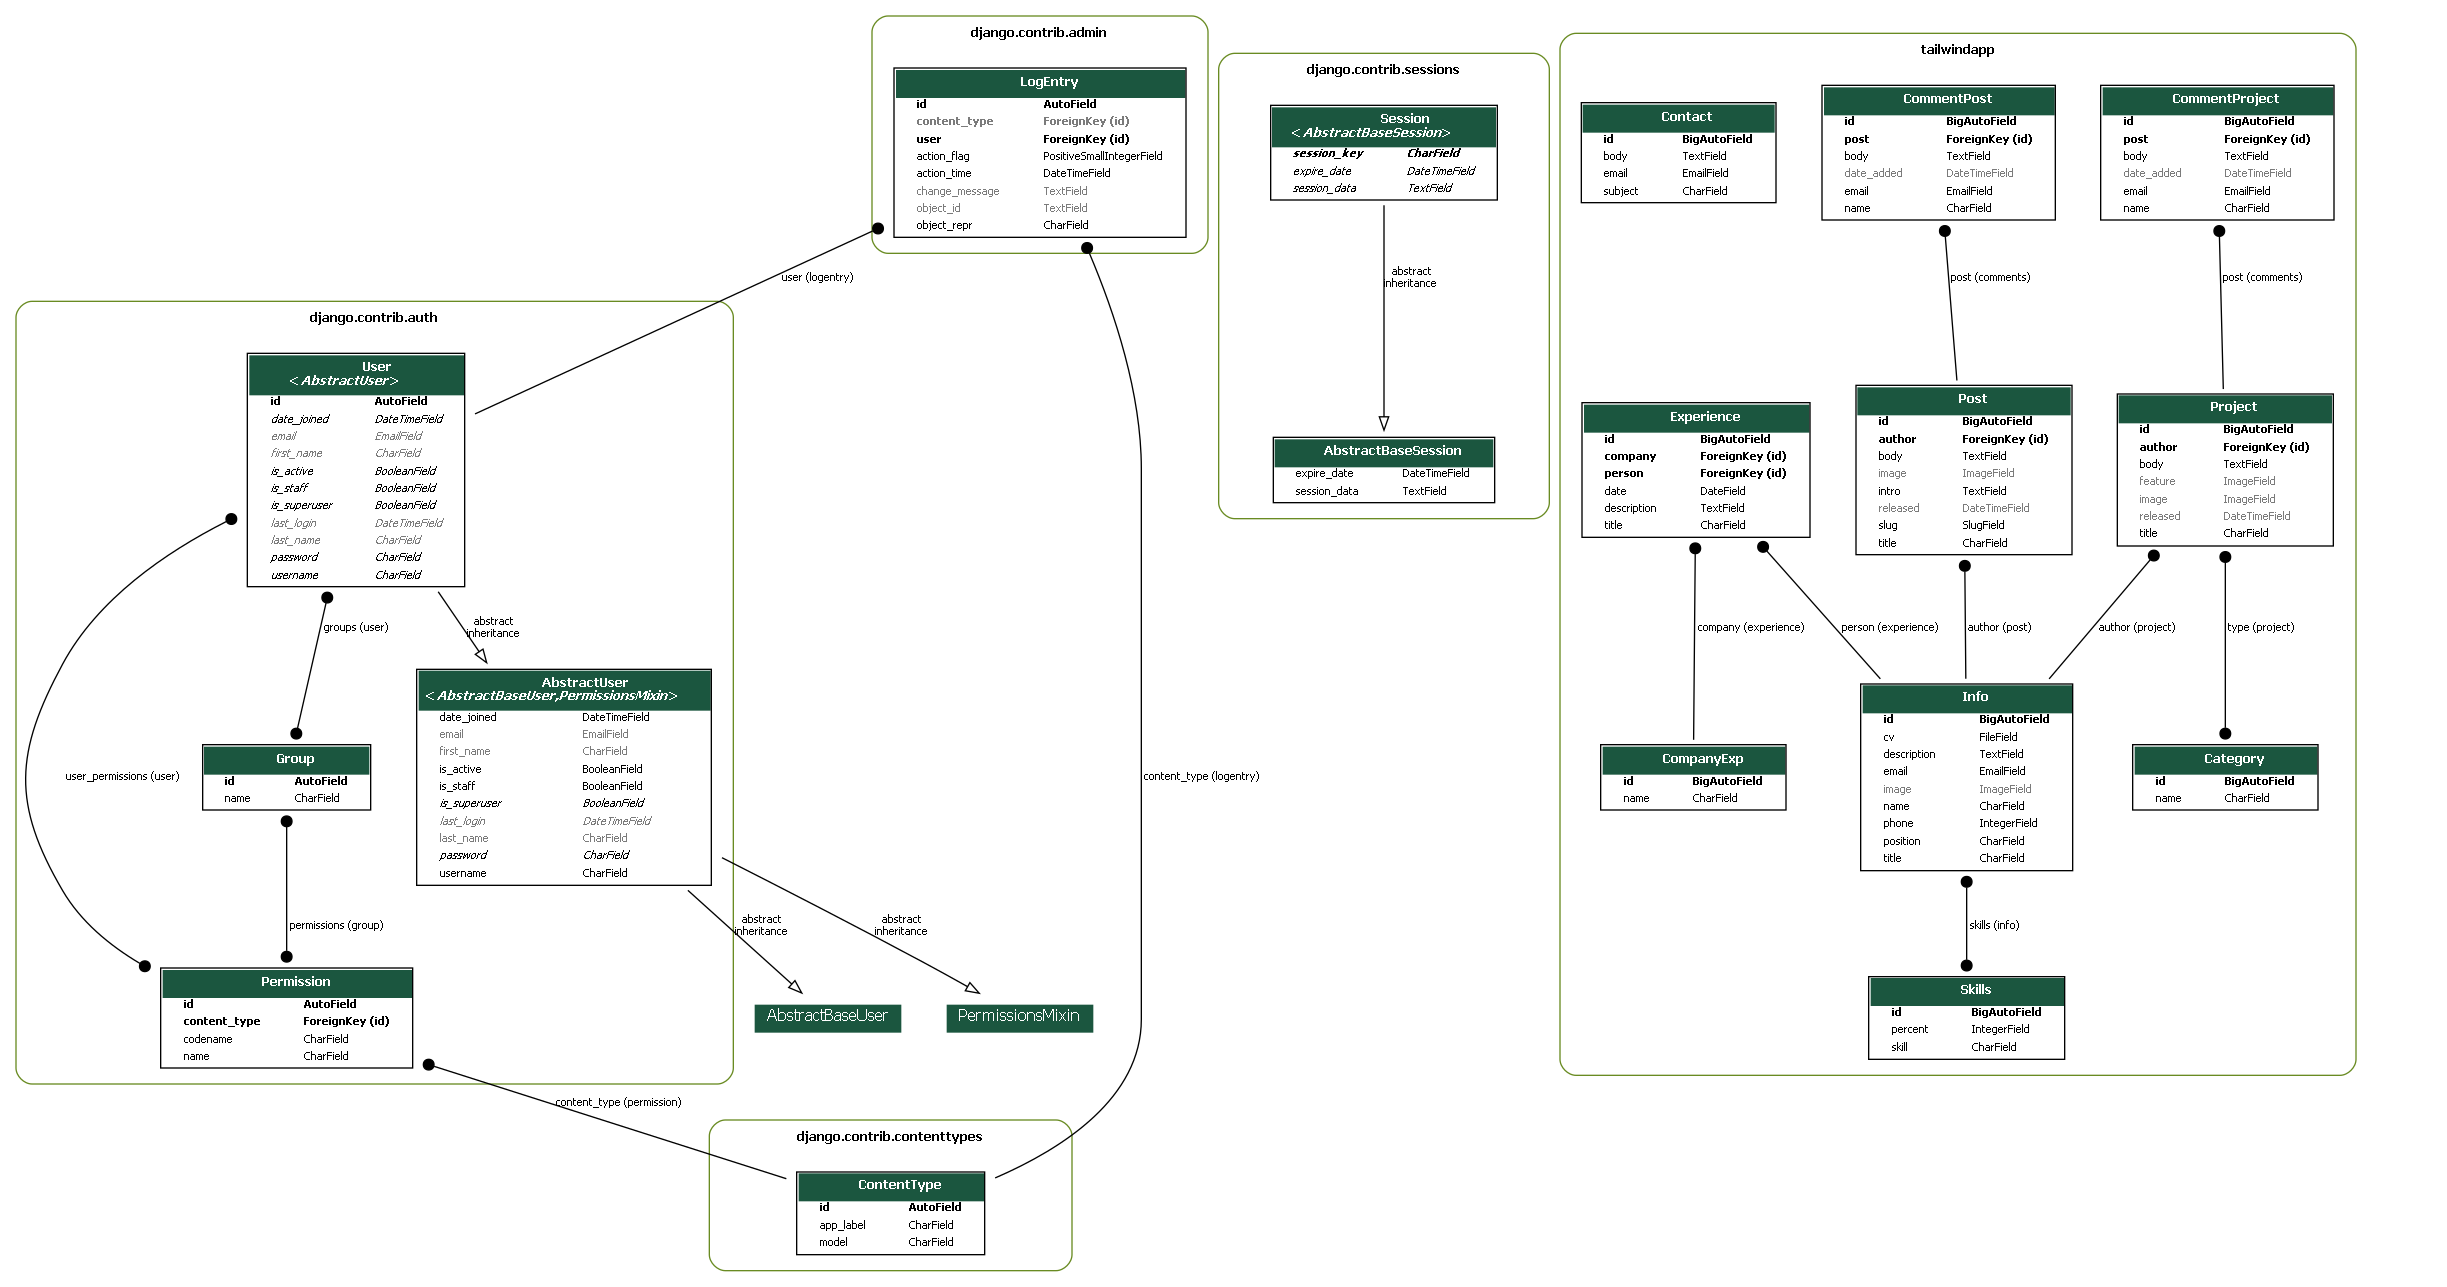 django.contrib.admin
LogEntry
id AutoField
content_type ForeignKey (id)
user ForeignKey (id)
action_flag PositiveSmallIntegerField
action_time DateTimeField
change_message TextField
object_id TextField
object_repr CharField
user (logentry)
django.contrib.auth
User
<AbstractUser>
id AutoField
date_joined DateTimeField
email EmailField
first_name CharField
is_active BooleanField
is_staff BooleanField
is_superuser BooleanField
last_login DateTimeField
last_name CharField
password CharField
username CharField
groups (user)
abstract
inheritance
AbstractUser
<AbstractBaseUser,PermissionsMixin>
date_joined DateTimeField
email EmailField
first_name CharField
is_active BooleanField
is_staff BooleanField
is_superuser BooleanField
last_login DateTimeField
last_name CharField
password CharField
username CharField
Group
id AutoField
name CharField
user_permissions (user)
permissions (group)
Permission
id AutoField
content_type ForeignKey (id)
codename CharField
name CharField
abstract
inheritance
abstract
inheritance
AbstractBaseUser
PermissionsMixin
content_type (logentry)
content_type (permission)
django.contrib.contenttypes
ContentType
id AutoField
app_label CharField
model CharField
django.contrib.sessions
Session
<AbstractBaseSession>
session_key CharField
expire_date DateTimeField
session_data TextField
abstract
inheritance
AbstractBaseSession
expire_date DateTimeField
session_data TextField
tailwindapp
Contact
id BigAutoField
body TextField
email EmailField
subject CharField
CommentPost
id BigAutoField
post ForeignKey (id)
body TextField
date_added DateTimeField
email EmailField
name CharField
CommentProject
id BigAutoField
post ForeignKey (id)
body TextField
date_added DateTimeField
email EmailField
name CharField
post (comments)
post (comments)
Experience
id BigAutoField
company ForeignKey (id)
person ForeignKey (id)
date DateField
description TextField
title CharField
Post
id BigAutoField
author ForeignKey (id)
body TextField
image ImageField
intro TextField
released DateTimeField
slug SlugField
title CharField
Project
id BigAutoField
author ForeignKey (id)
body TextField
feature ImageField
image ImageField
released DateTimeField
title CharField
company (experience)
person (experience)
author (post)
author (project)
type (project)
CompanyExp
id BigAutoField
name CharField
Info
id BigAutoField
cv FileField
description TextField
email EmailField
image ImageField
name CharField
phone IntegerField
position CharField
title CharField
Category
id BigAutoField
name CharField
skills (info)
Skills
id BigAutoField
percent IntegerField
skill CharField